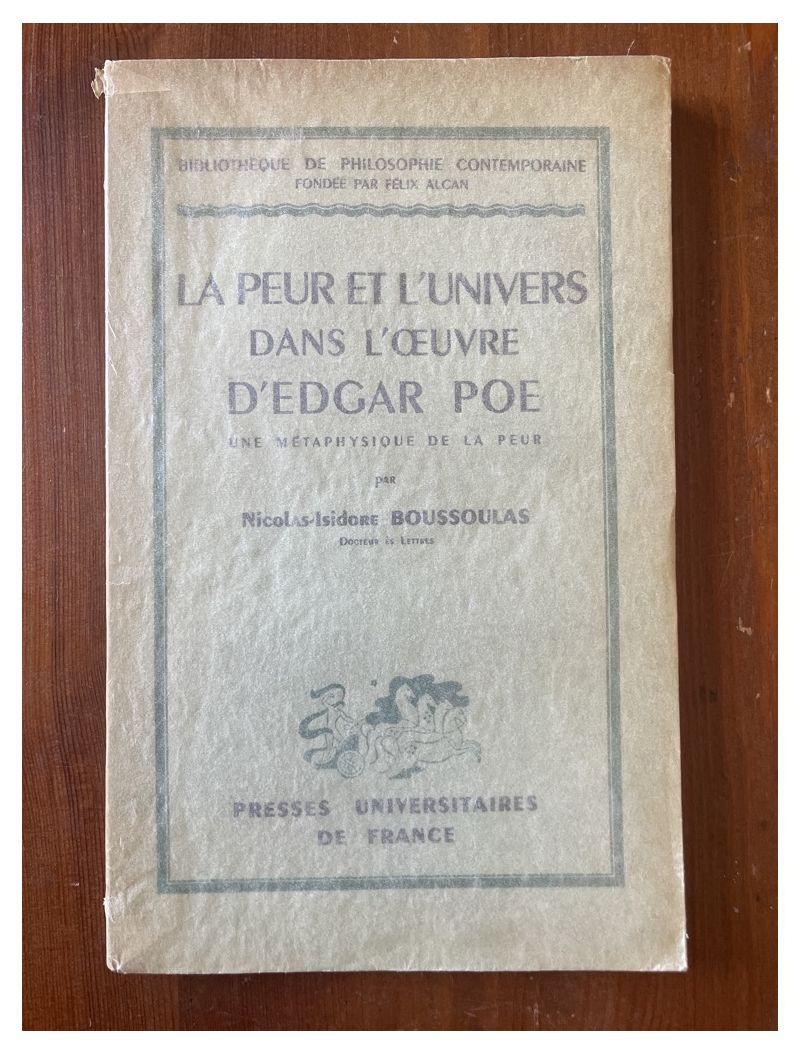 BIBLIOTHÈQUE DE PHILOSOPHIE CONTEMPORAINE
FONDÉE PAR FÉLIX ALCAN
LA PEUR ET L'UNIVERS
DANS L'ŒUVRE
D'EDGAR POE
UNE MÉTAPHYSIQUE DE LA PEUR
PAR
Nicolas-Isidore BOUSSOULAS
Docteur ès Lettres
PRESSES UNIVERSITAIRES
DE FRANCE